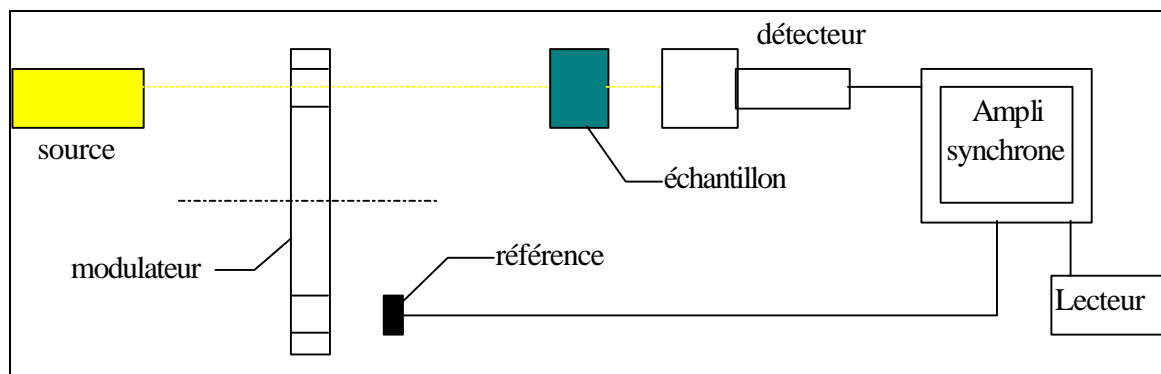 détecteur
source
Ampli
synchrone
échantillon
modulateur
référence
Lecteur